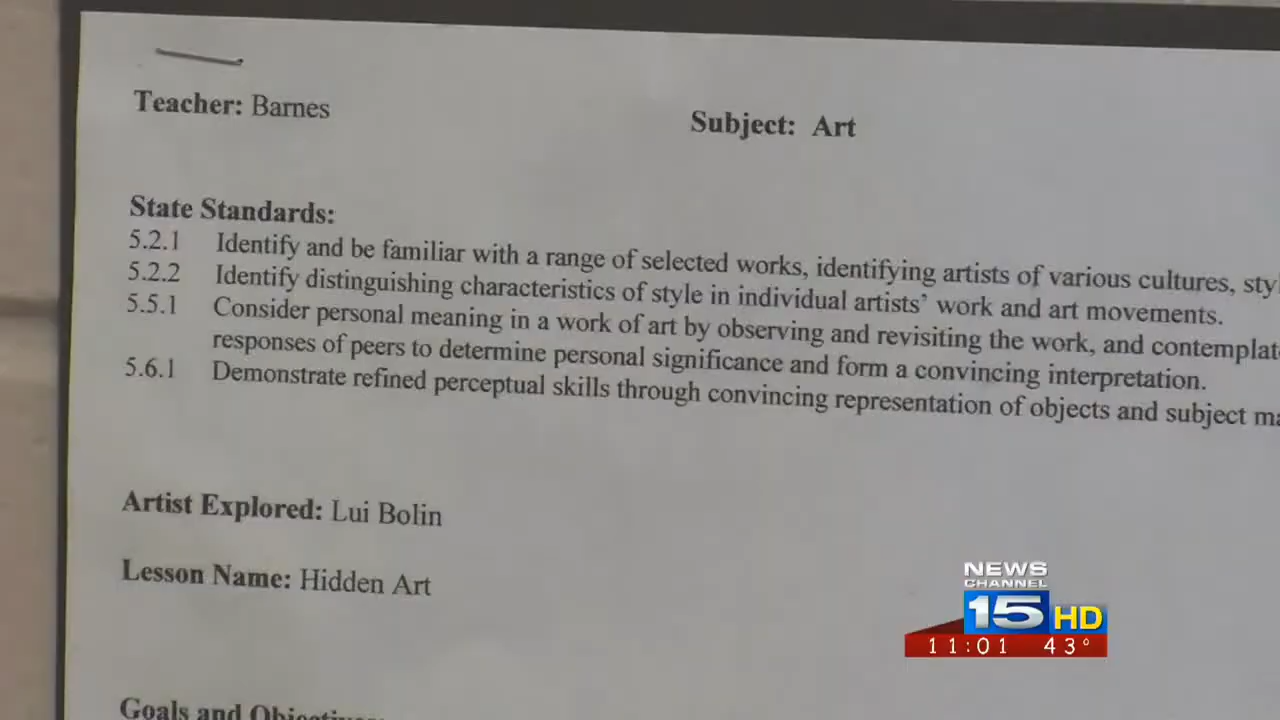 Teacher: Barnes
Subject: Art
State Standards:
5.2.1 Identify and be familiar with a range of selected works, identifying artists of various cultures,
5.2.2 Identify distinguishing characteristics of style in individual artists' work and art movements.
5.5.1 Consider personal meaning in a work of art by observing and revisiting the work, and
responses of peers to determine personal significance and form a convincing interpretation.
5.6.1 Demonstrate refined perceptual skills through convincing representation of objects and subject
Artist Explored: Lui Bolin
Lesson Name: Hidden Art
Goals and
NEWS
CHANNEL
15 HD
11:01 43°